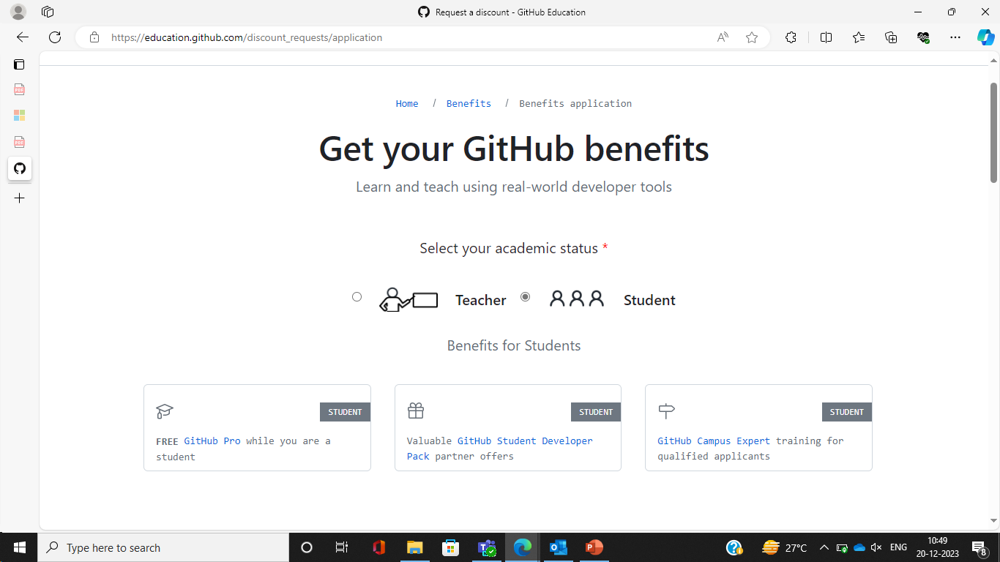 Request a discount - GitHub Education
https://education.github.com/discount_requests/application
Home / Benefits / Benefits application
Get your GitHub benefits
Learn and teach using real-world developer tools
Select your academic status *
Teacher
Student
Benefits for Students
STUDENT
FREE GitHub Pro while you are a
student
STUDENT
Valuable GitHub Student Developer
Pack partner offers
STUDENT
GitHub Campus Expert training for
qualified applicants
Type here to search
27°C
ENG
10:49
20-12-2023
8